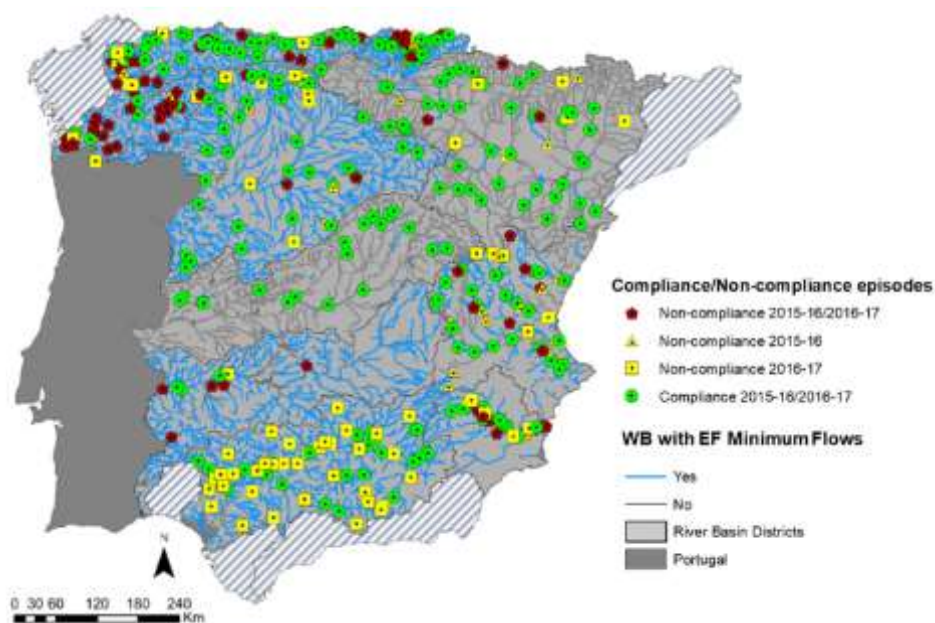 Compliance/Non-compliance episodes
Non-compliance 2015-16/2016-17
Non-compliance 2015-16
Non-compliance 2016-17
Compliance 2015-16/2016-17
WB with EF Minimum Flows
Yes
No
River Basin Districts
Portugal
N
0 30 60 120 180 240
Km